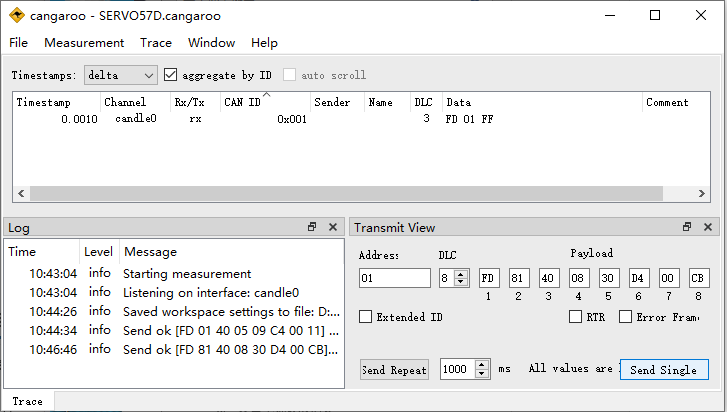 cangaroo - SERVO57D.cangaroo
File Measurement Trace Window Help
Timestamps: delta aggregate by ID auto scroll
Timestamp Channel Rx/Tx CAN ID Sender Name DLC Data Comment
0.0010 candle0 rx 0x001 3 FD 01 FF
Log
Time Level Message
10:43:04 info Starting measurement
10:43:04 info Listening on interface: candle0
10:44:26 info Saved workspace settings to file: D:...
10:44:34 info Send ok [FD 01 40 05 09 C4 00 11] ...
10:46:46 info Send ok [FD 81 40 08 30 D4 00 CB]...
Transmit View
Address DLC Payload
01 8 FD 81 40 08 30 D4 00 CB
1 2 3 4 5 6 7 8
Extended ID RTR Error Frame
Send Repeat 1000 ms All values are Send Single
Trace